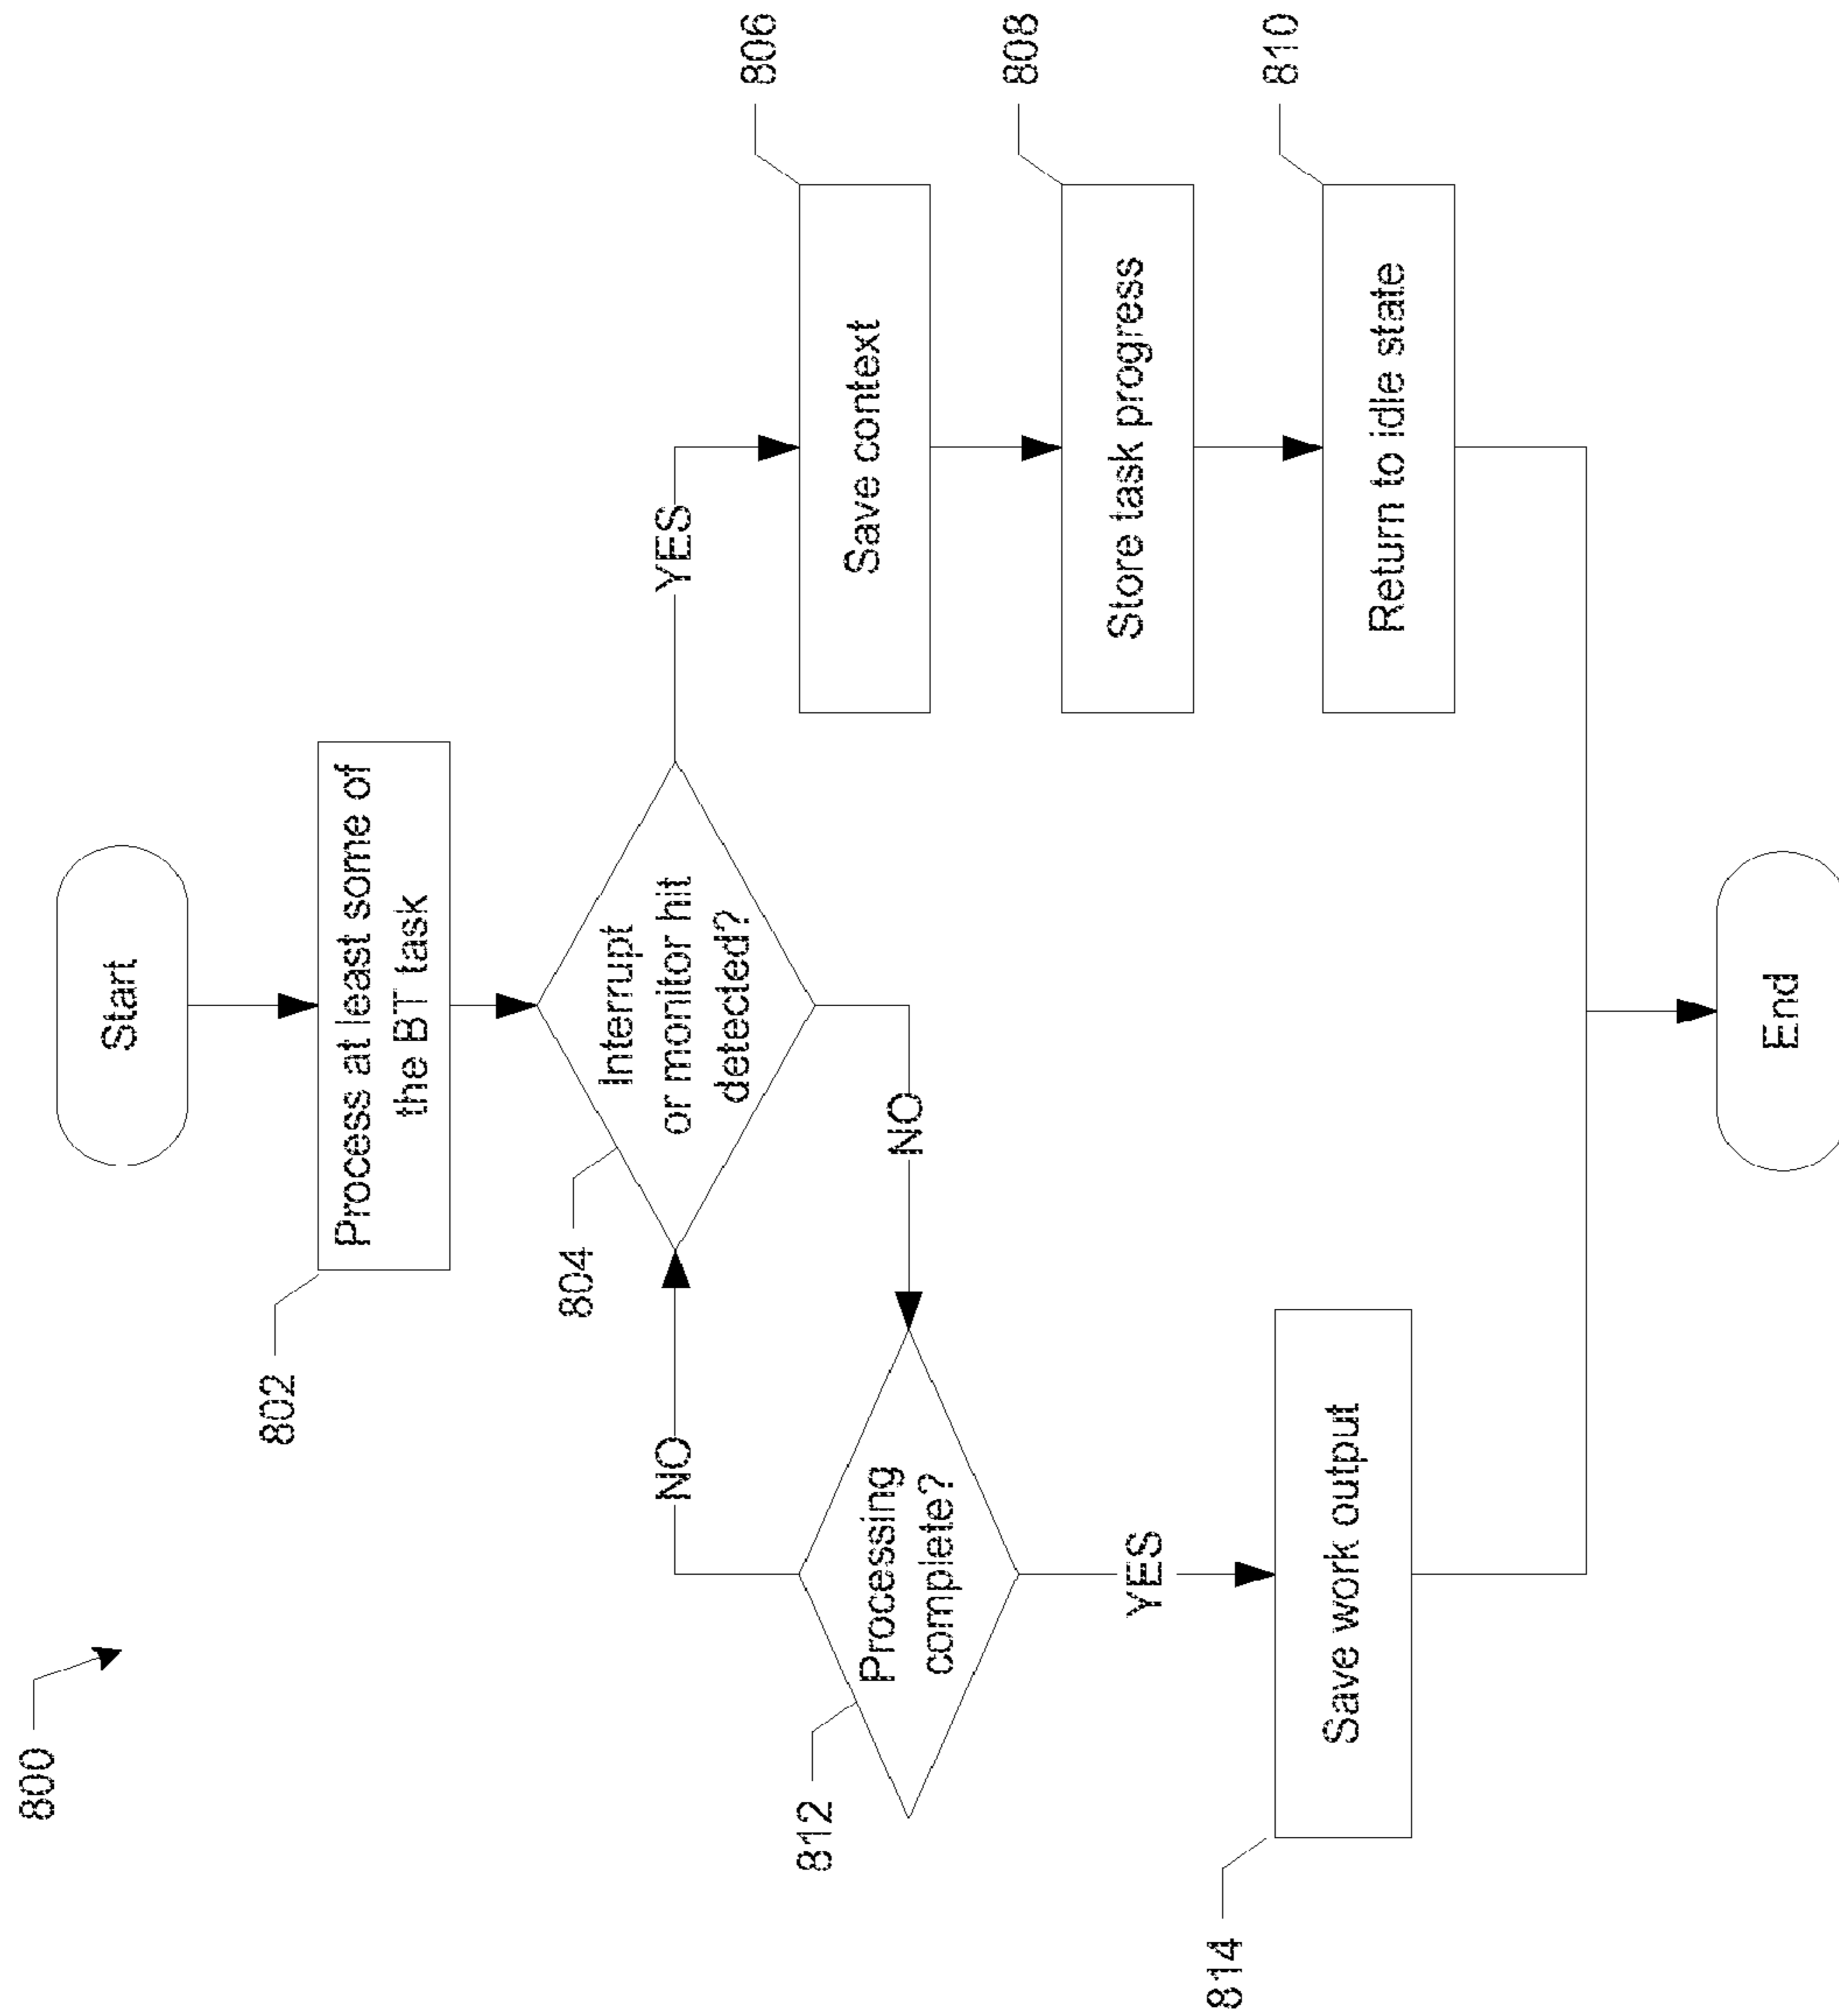 800
Start
802
Process at least some of
the BT task
804
Interrupt
or monitor hit
detected?
YES
806
Save context
NO
NO
812
Processing
complete?
808
Store task progress
YES
810
Return to idle state
814
Save work output
End